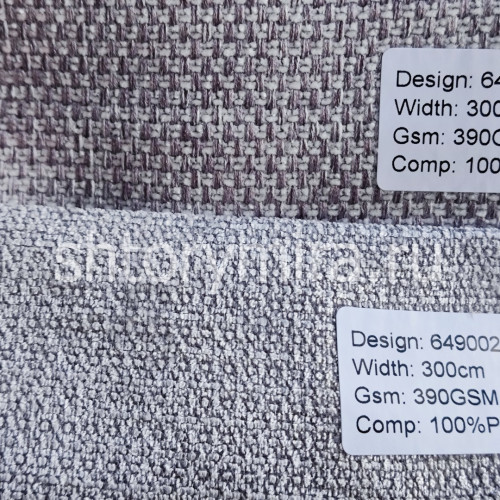 Design: 64
Width: 300
Gsm: 390G
Comp: 100
shtorymira.ru
Design: 649002
Width: 300cm
Gsm: 390GSM
Comp: 100%P